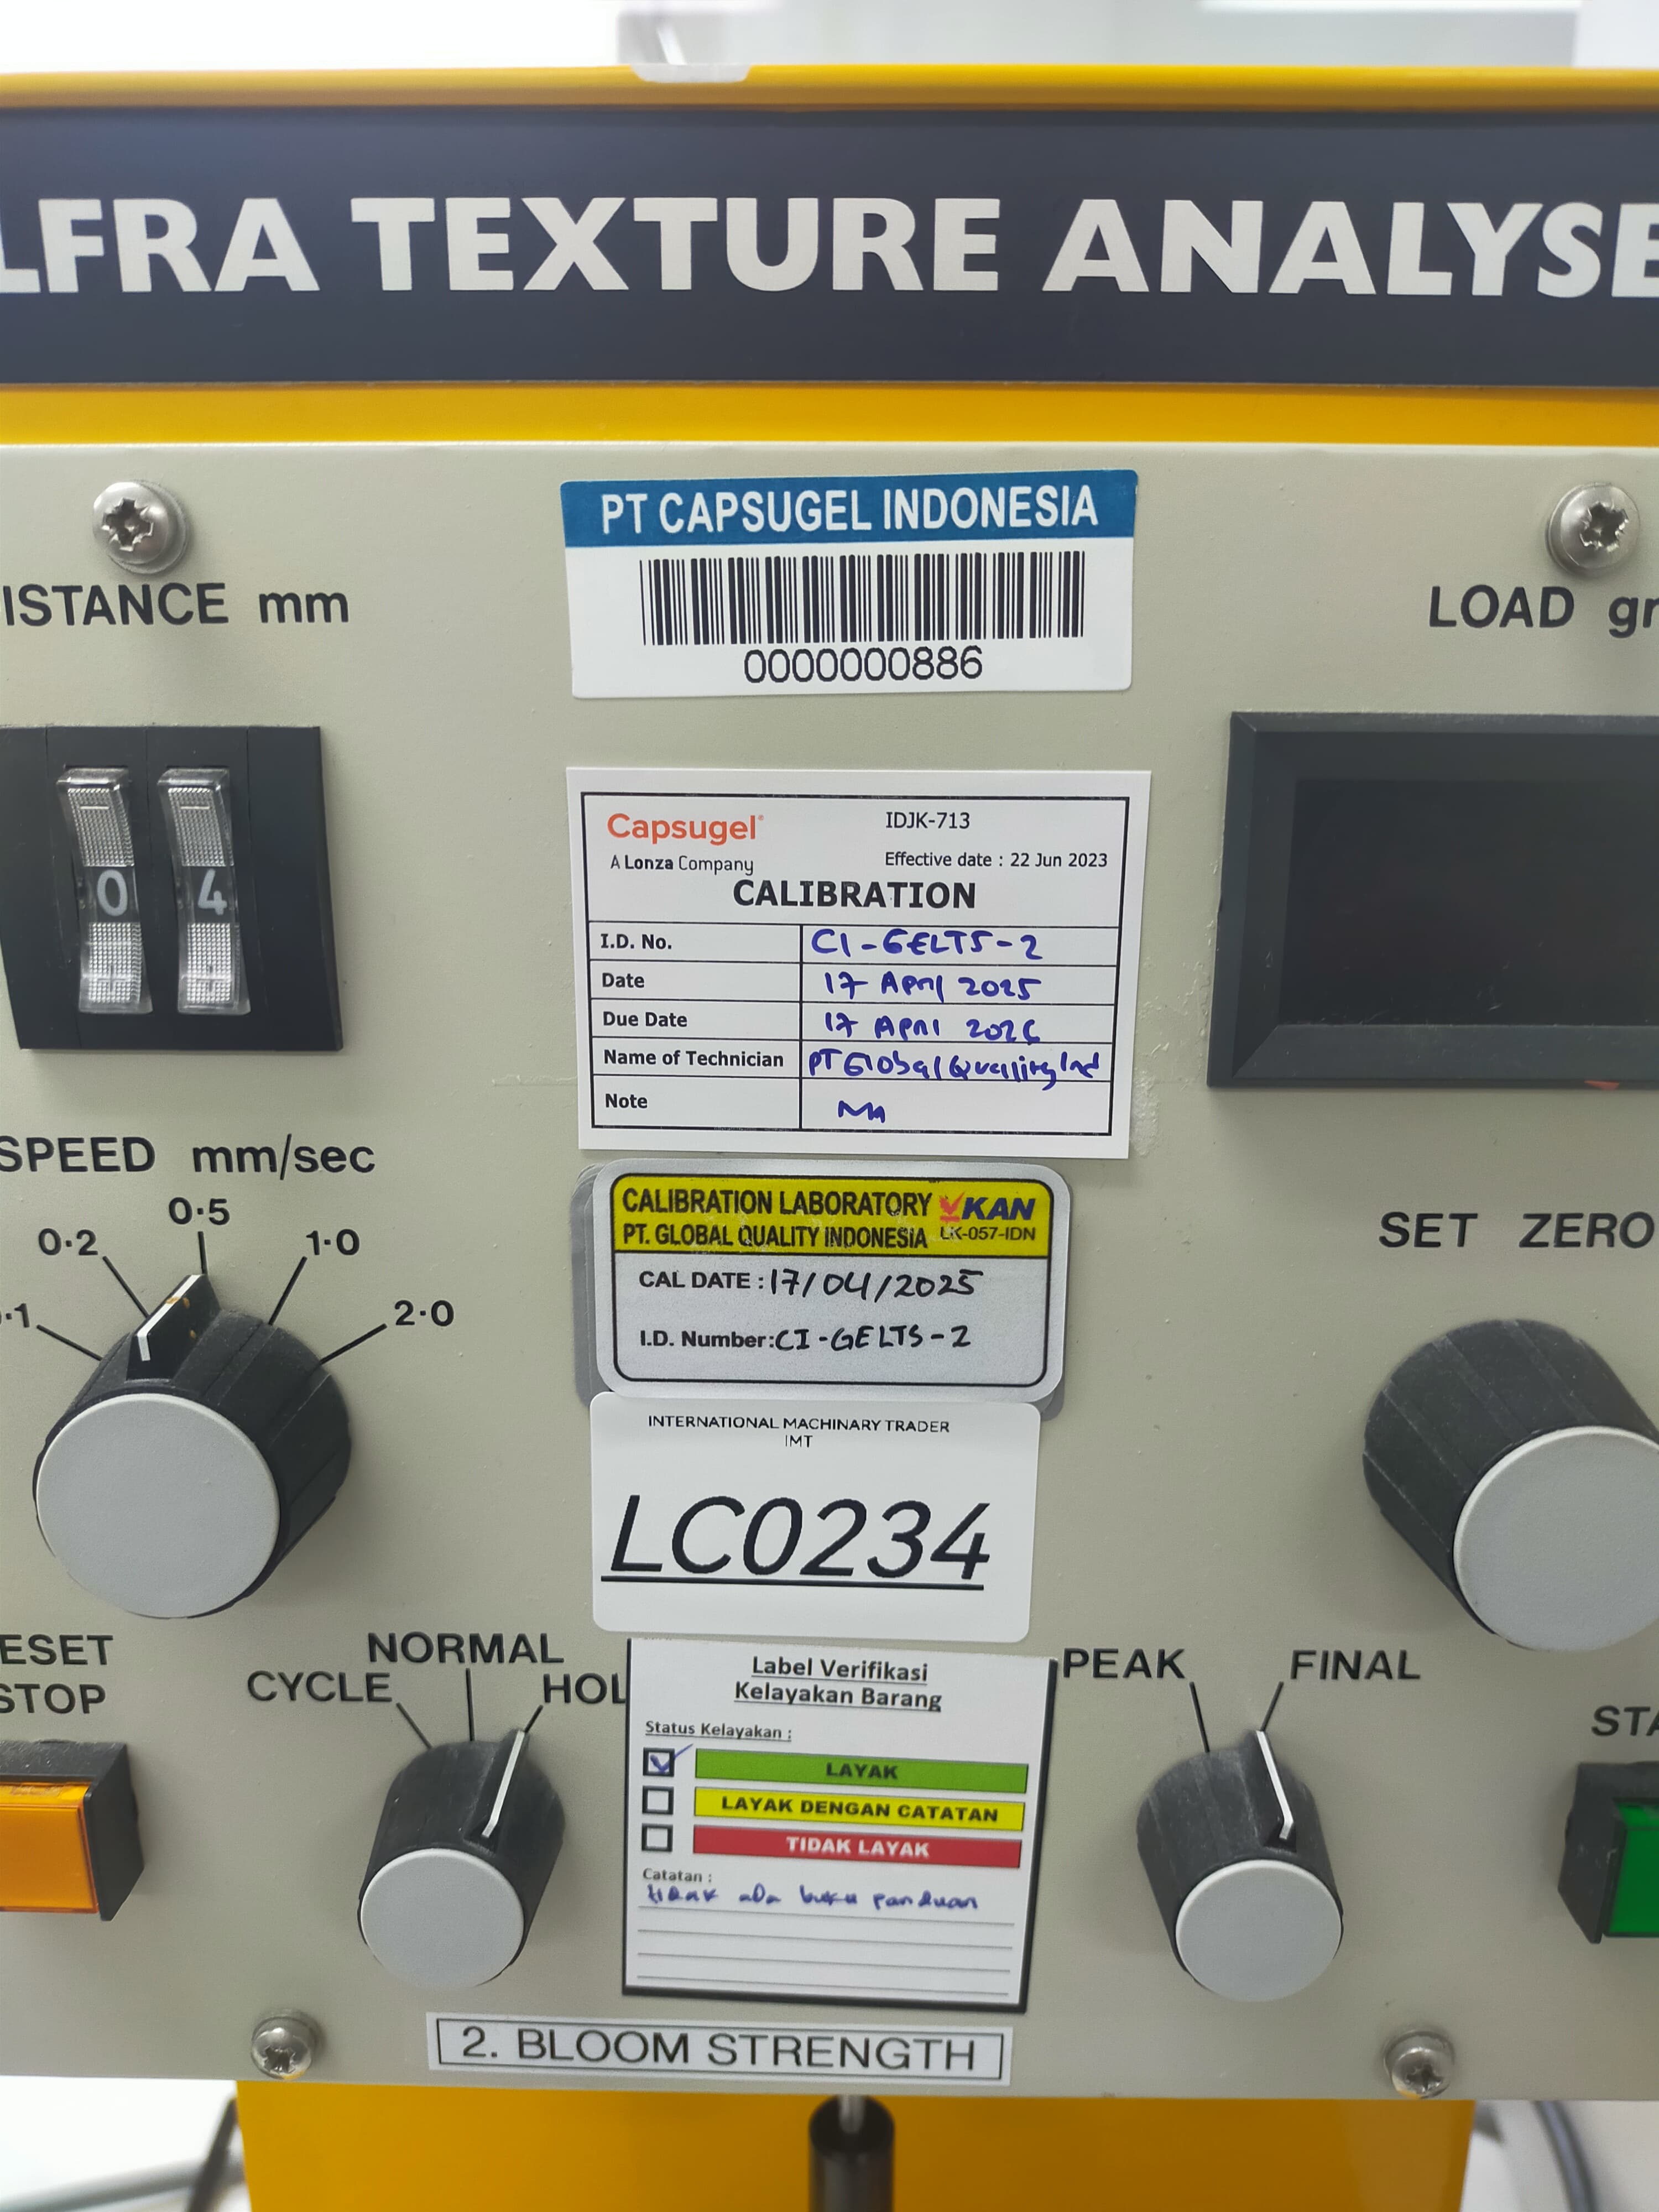 LFRA TEXTURE ANALYSE
PT CAPSUGEL INDONESIA
0000000886
ISTANCE mm
LOAD gr
0 4
Capsugel
A Lonza Company
IDJK-713
Effective date : 22 Jun 2023
CALIBRATION
I.D. No. CI-GELTS-2
Date 17 April 2025
Due Date 17 April 2026
Name of Technician PT Global Quality Ind
Note
SPEED mm/sec
0·1 0·2 0·5 1·0 2·0
CALIBRATION LABORATORY KAN
PT. GLOBAL QUALITY INDONESIA LK-057-IDN
CAL DATE : 17/04/2025
I.D. Number: CI-GELTS-2
SET ZERO
INTERNATIONAL MACHINARY TRADER
IMT
LC0234
ESET
STOP
CYCLE NORMAL HOL
Label Verifikasi
Kelayakan Barang
Status Kelayakan :
LAYAK
LAYAK DENGAN CATATAN
TIDAK LAYAK
Catatan :
tidak ada buku panduan
PEAK FINAL
STA
2. BLOOM STRENGTH